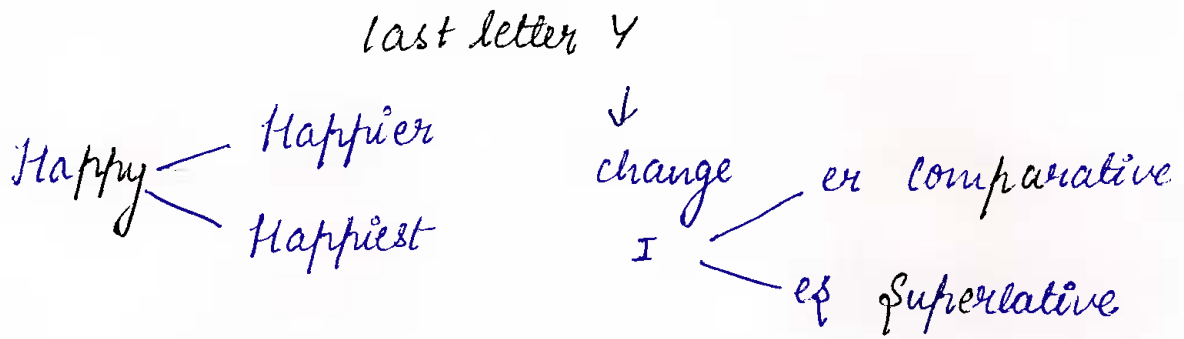 last letter Y
↓
Happier
Happy
Happiest
change
I
er Comparative
es Superlative